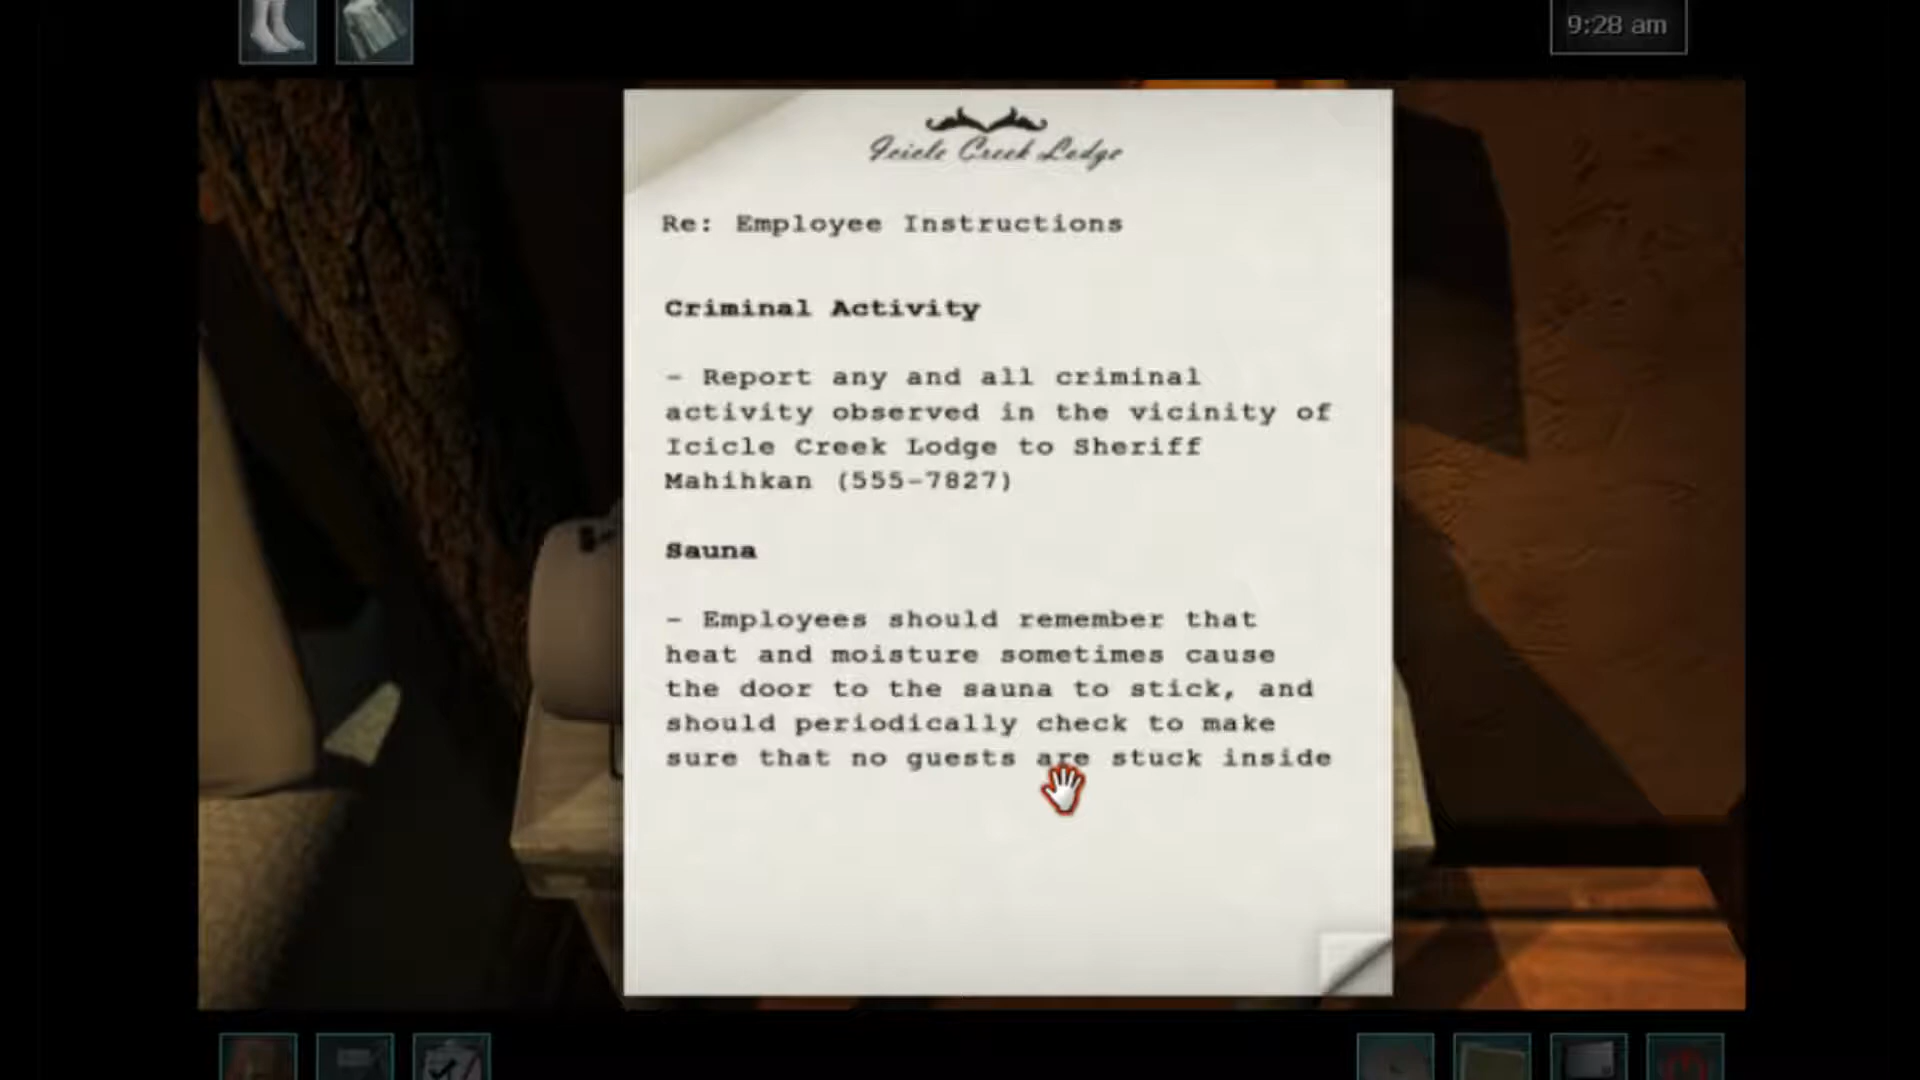 9:28 am
Icicle Creek Lodge
Re: Employee Instructions
Criminal Activity
- Report any and all criminal
activity observed in the vicinity of
Icicle Creek Lodge to Sheriff
Mahihkan (555-7827)
Sauna
- Employees should remember that
heat and moisture sometimes cause
the door to the sauna to stick, and
should periodically check to make
sure that no guests are stuck inside